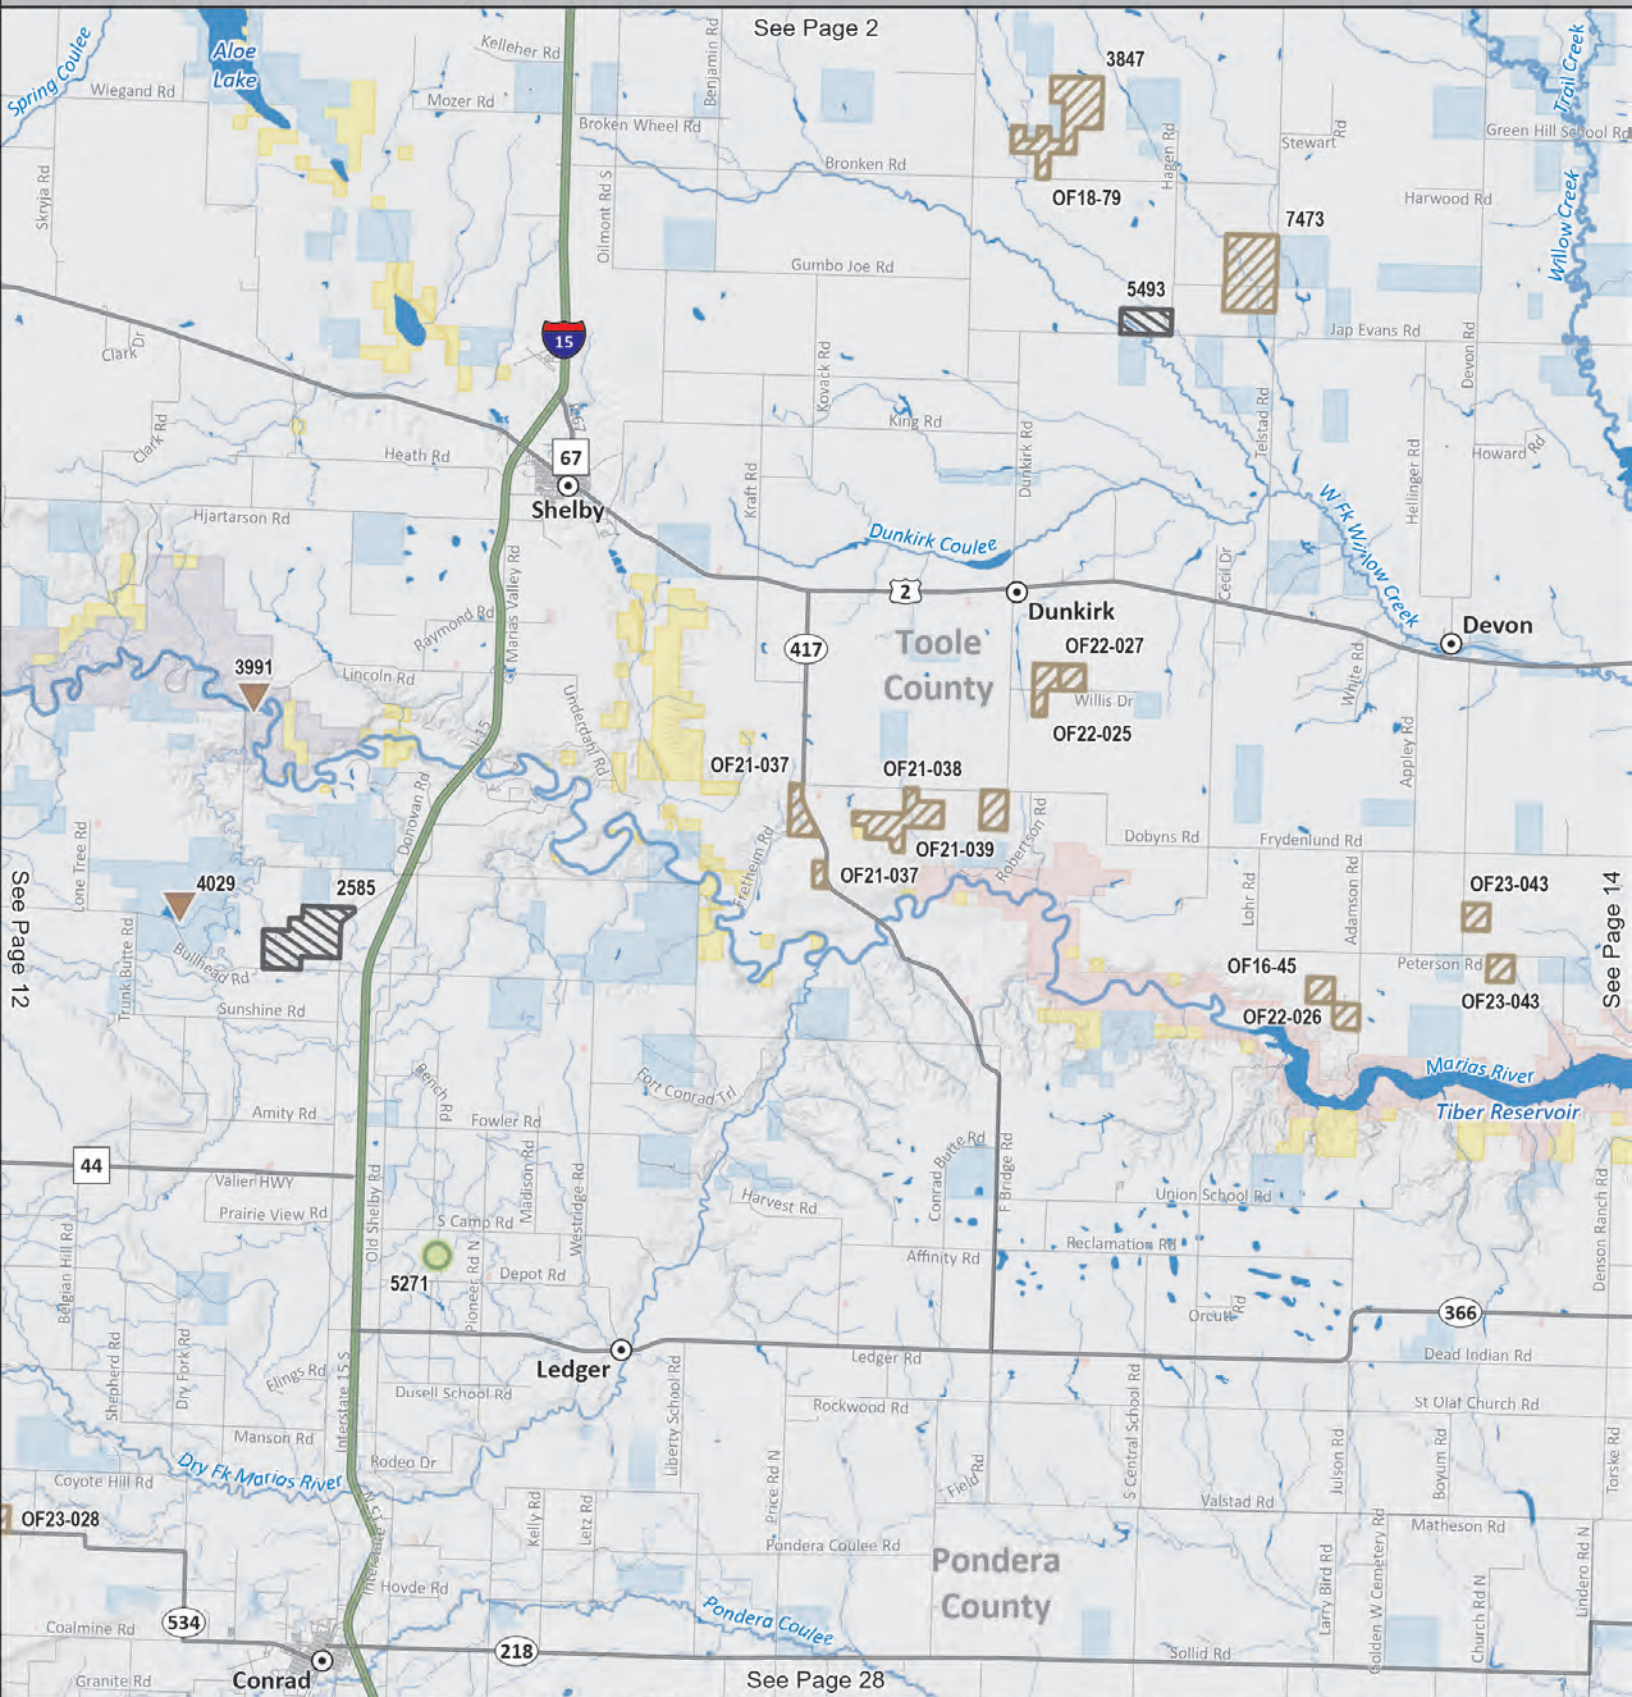 See Page 2
Spring Coulee
Aloe
Lake
Kelleher Rd
Benjamin Rd
3847
Trail Creek
Wiegand Rd
Mozer Rd
Broken Wheel Rd
Green Hill School Rd
Stewart Rd
Bronken Rd
Hagen Rd
Skryja Rd
Oilmont Rd S
OF18-79
Harwood Rd
7473
Willow Creek
Gumbo Joe Rd
5493
15
Jap Evans Rd
Clark Dr
Kovack Rd
Devon Rd
Clark Rd
King Rd
Telstad Rd
Heath Rd
67
Kraft Rd
Dunkirk Rd
Hellinger Rd
Howard Rd
Shelby
Hjartarson Rd
Dunkirk Coulee
W Fk Willow Creek
Marias Valley Rd
Cecil Dr
2
Dunkirk
Devon
Raymond Rd
417
Toole
County
OF22-027
3991
Lincoln Rd
Underdahl Rd
Willis Dr
White Rd
OF22-025
I-15
OF21-037
OF21-038
Appley Rd
Donovan Rd
Robertson Rd
Dobyns Rd
Frydenlund Rd
Lone Tree Rd
Fretheim Rd
OF21-039
4029
2585
OF21-037
OF23-043
See Page 12
Lohr Rd
Adamson Rd
See Page 14
Trunk Butte Rd
Bullhead Rd
OF16-45
Peterson Rd
Sunshine Rd
OF22-026
OF23-043
Marias River
Tiber Reservoir
Bench Rd
Fort Conrad Trl
Amity Rd
Fowler Rd
44
Valier HWY
Old Shelby Rd
Madison Rd
Westridge Rd
Conrad Butte Rd
F Bridge Rd
Union School Rd
Denson Ranch Rd
Harvest Rd
Prairie View Rd
S Camp Rd
Belgian Hill Rd
Pioneer Rd N
Affinity Rd
Reclamation Rd
5271
Depot Rd
Orcutt Rd
366
Ledger
Ledger Rd
Dead Indian Rd
Shepherd Rd
Dry Fork Rd
Elings Rd
Interstate 15 S
Dusell School Rd
Liberty School Rd
Rockwood Rd
S Central School Rd
St Olaf Church Rd
Manson Rd
Rodeo Dr
Julson Rd
Boyum Rd
Torske Rd
Coyote Hill Rd
Dry Fk Marias River
Price Rd N
Field Rd
Valstad Rd
OF23-028
Kelly Rd
Letz Rd
Matheson Rd
Golden W Cemetery Rd
Pondera Coulee Rd
Pondera
County
Larry Bird Rd
Church Rd N
Lindero Rd N
Hovde Rd
534
Coalmine Rd
Pondera Coulee
218
Sollid Rd
Conrad
Granite Rd
See Page 28